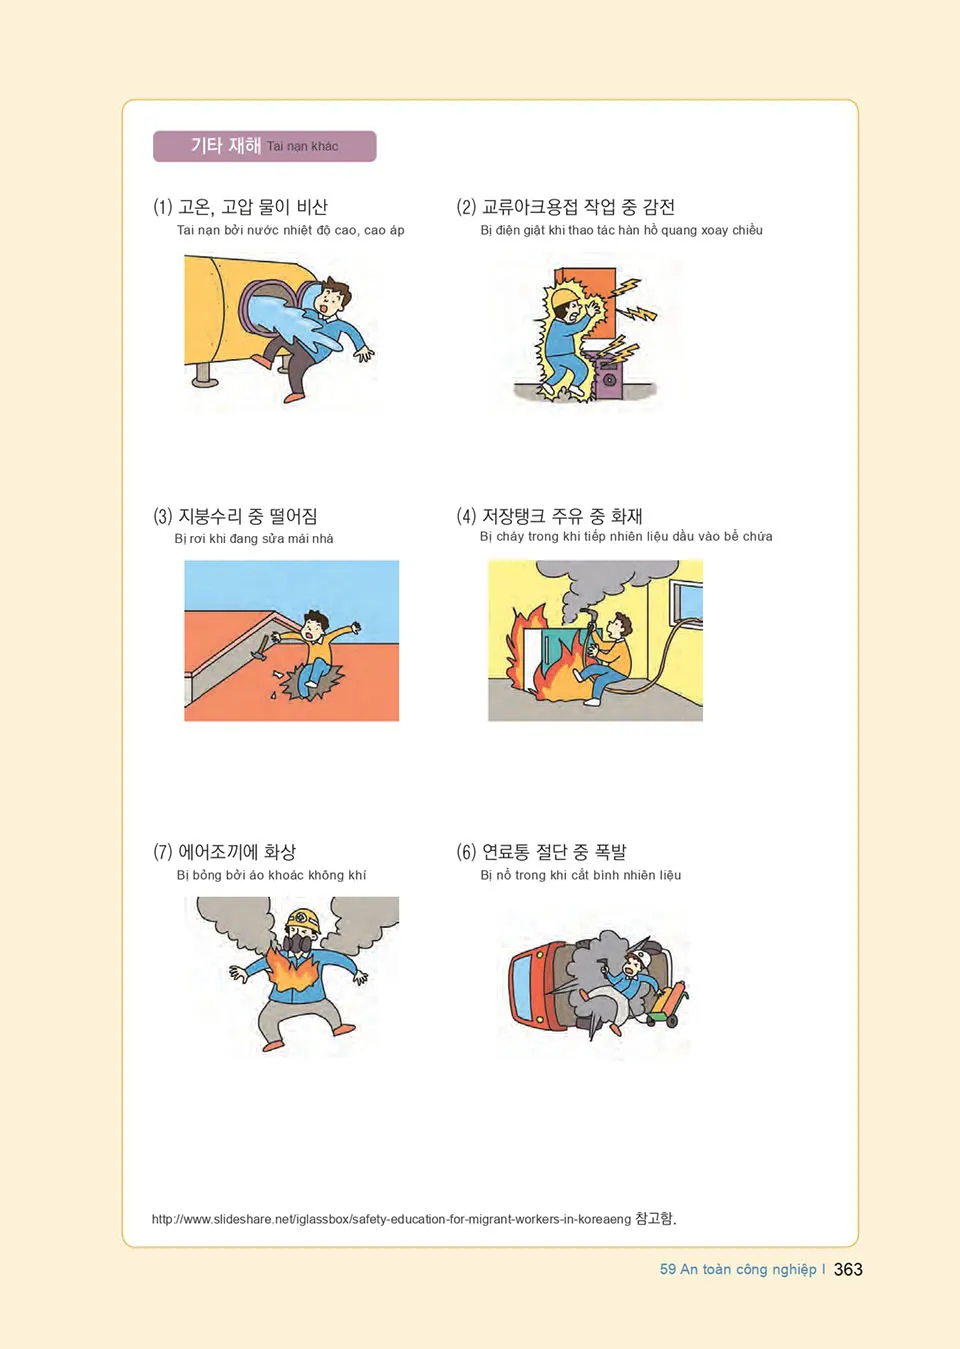 기타 재해 Tai nạn khác
(1) 고온, 고압 물이 비산
Tai nạn bởi nước nhiệt độ cao, cao áp
(2) 교류아크용접 작업 중 감전
Bị điện giật khi thao tác hàn hồ quang xoay chiều
(3) 지붕수리 중 떨어짐
Bị rơi khi đang sửa mái nhà
(4) 저장탱크 주유 중 화재
Bị cháy trong khi tiếp nhiên liệu dầu vào bể chứa
(7) 에어조끼에 화상
Bị bỏng bởi áo khoác không khí
(6) 연료통 절단 중 폭발
Bị nổ trong khi cắt bình nhiên liệu
http://www.slideshare.net/iglassbox/safety-education-for-migrant-workers-in-koreaeng 참고함.
59 An toàn công nghiệp I 363